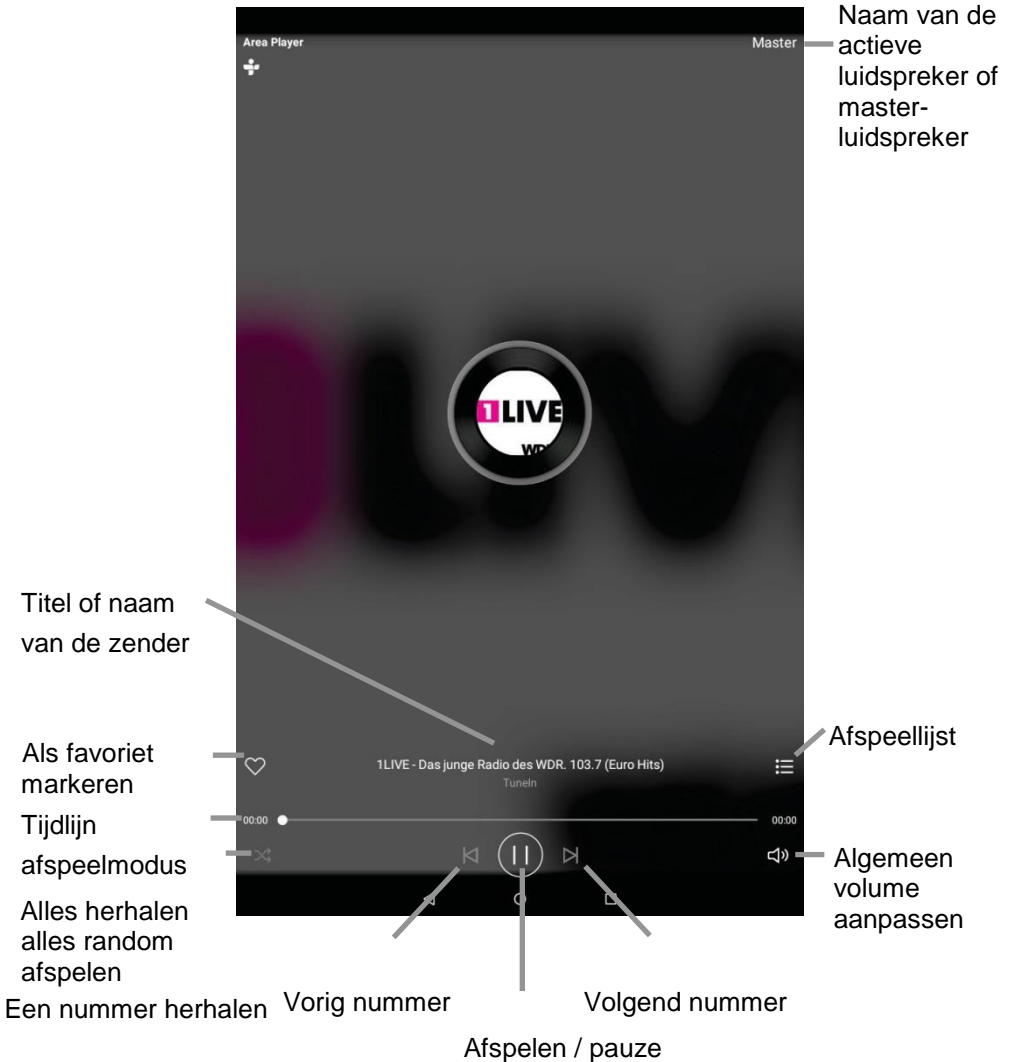 Naam van de
actieve
luidspreker of
master-
luidspreker
Area Player
Master
1LIVE
WDR
Titel of naam
van de zender
Als favoriet
markeren
1LIVE - Das junge Radio des WDR. 103.7 (Euro Hits)
TuneIn
Afspeellijst
Tijdlijn
00:00
00:00
afspeelmodus
Alles herhalen
alles random
afspelen
Een nummer herhalen
Algemeen
volume
aanpassen
Vorig nummer
Volgend nummer
Afspelen / pauze